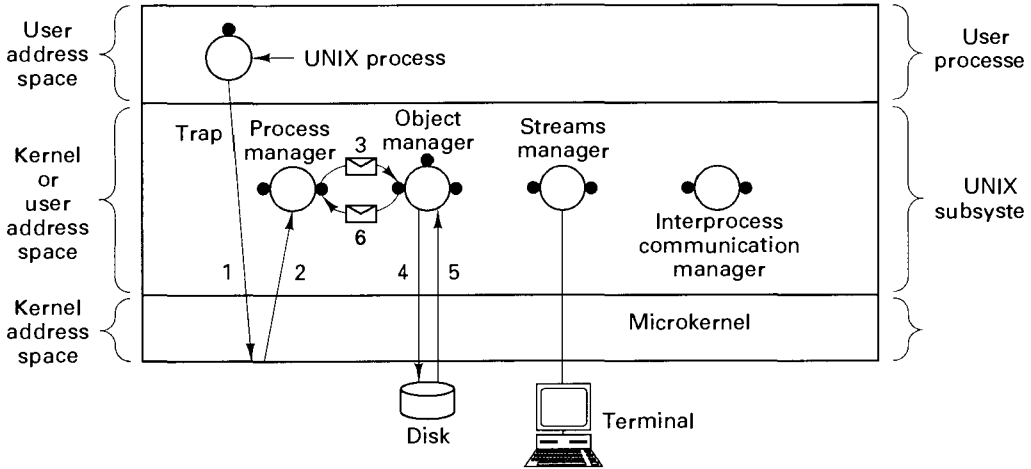 User
address
space
UNIX process
User
processe
Trap
Process
manager
3
6
Object
manager
Streams
manager
Interprocess
communication
manager
Kernel
or
user
address
space
UNIX
subsyste
1
2
4
5
Kernel
address
space
Microkernel
Disk
Terminal